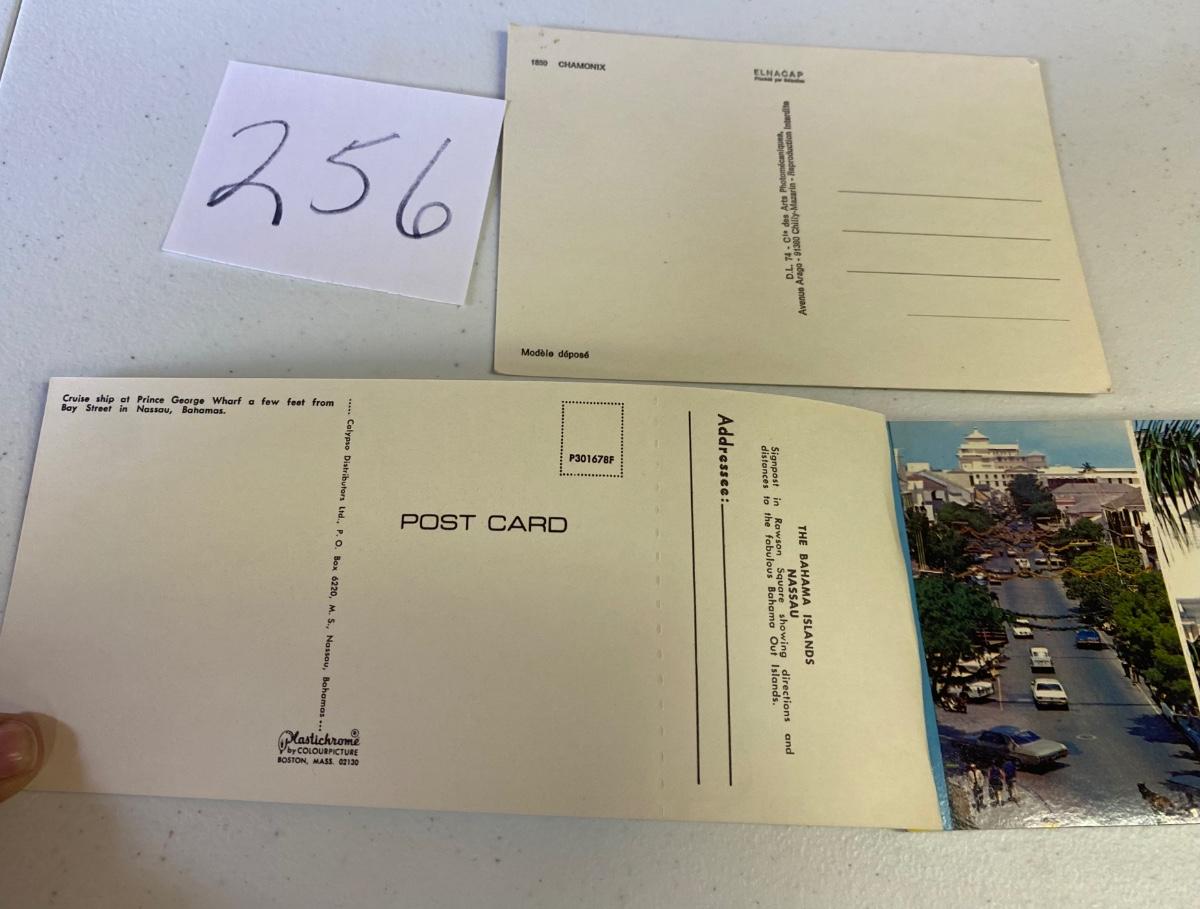 256
1850 CHAMONIX
ELNAGAP
D.L. 74 - Cie des Arts Photomécaniques,
Avenue Arago - 91380 Chilly-Mazarin - Reproduction Interdite
Modèle déposé
Cruise ship at Prince George Wharf a few feet from
Bay Street in Nassau, Bahamas.
..... Calypso Distributors Ltd., P. O. Box 6220, M. S., Nassau, Bahamas ...
P301678F
POST CARD
Plastichrome®
by COLOURPICTURE
BOSTON, MASS. 02130
Addressee:
THE BAHAMA ISLANDS
NASSAU
Signpost in Rawson Square showing directions and
distances to the fabulous Bahama Out Islands.